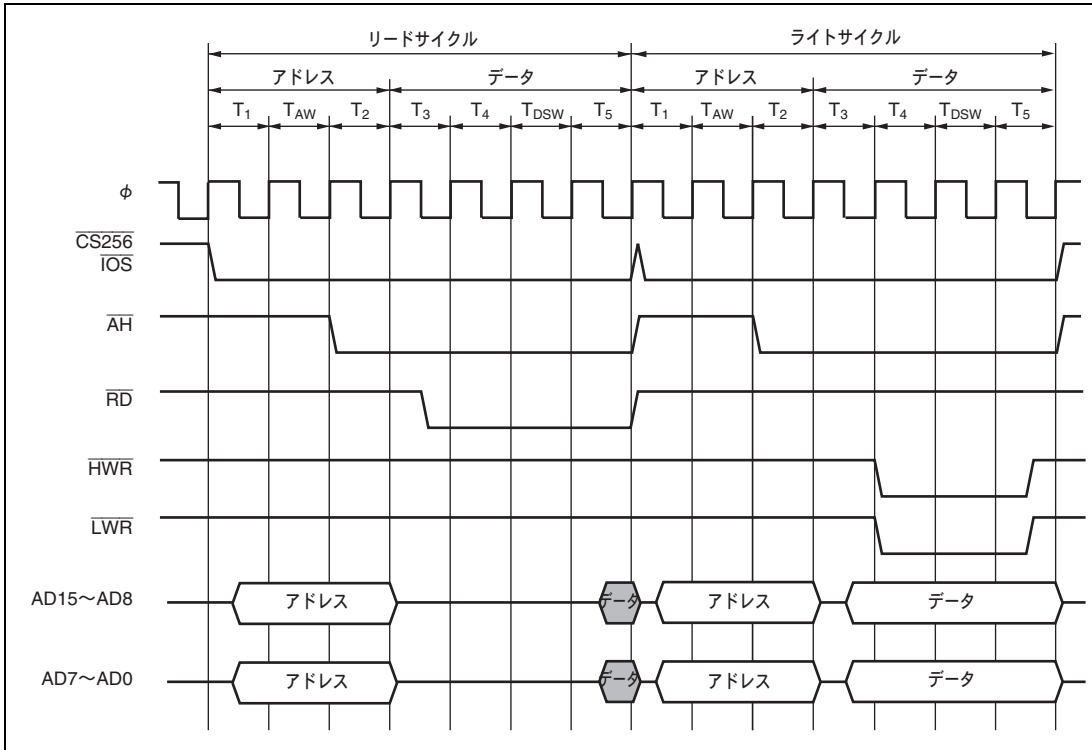 リードサイクル ライトサイクル
アドレス データ アドレス データ
T1 TAW T2 T3 T4 TDSW T5 T1 TAW T2 T3 T4 TDSW T5
φ
CS256
IOS
AH
RD
HWR
LWR
AD15～AD8 アドレス データ アドレス データ
AD7～AD0 アドレス データ アドレス データ